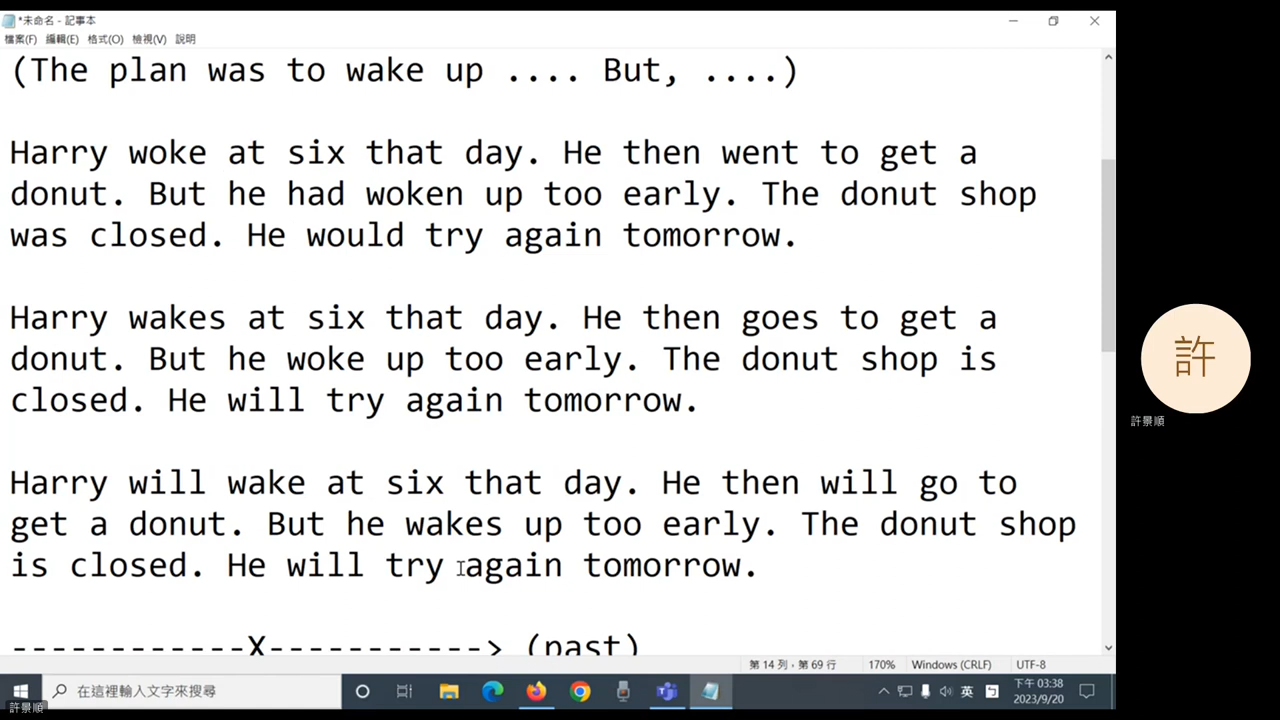 *未命名 - 記事本
檔案(F) 編輯(E) 格式(O) 檢視(V) 說明
(The plan was to wake up .... But, ....)
Harry woke at six that day. He then went to get a
donut. But he had woken up too early. The donut shop
was closed. He would try again tomorrow.
Harry wakes at six that day. He then goes to get a
donut. But he woke up too early. The donut shop is
closed. He will try again tomorrow.
Harry will wake at six that day. He then will go to
get a donut. But he wakes up too early. The donut shop
is closed. He will try again tomorrow.
------------X-----------> (past)
第 14 列，第 69 行 170% Windows (CRLF) UTF-8
在這裡輸入文字來搜尋
英
下午 03:38
2023/9/20
許景順
許
許景順